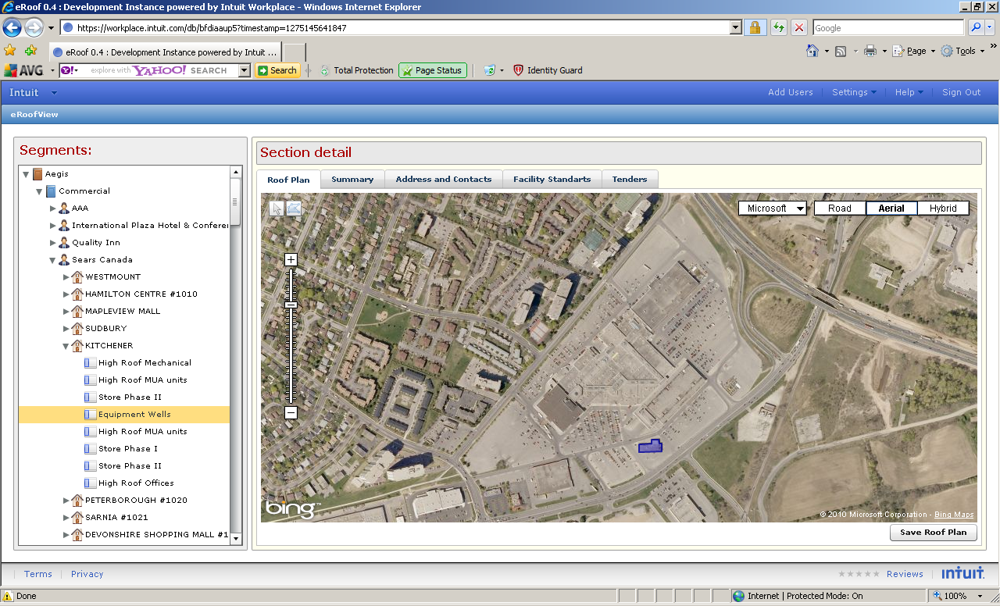 eRoof 0.4 : Development Instance powered by Intuit Workplace - Windows Internet Explorer
https://workplace.intuit.com/db/bfdiaaup5?timestamp=1275145641847
Google
eRoof 0.4 : Development Instance powered by Intuit ...
Page
Tools
AVG
Y!
explore with YAHOO! SEARCH
Search
Total Protection
Page Status
Identity Guard
Intuit
Add Users
Settings
Help
Sign Out
eRoofView
Segments:
Aegis
Commercial
AAA
International Plaza Hotel & Conferen
Quality Inn
Sears Canada
WESTMOUNT
HAMILTON CENTRE #1010
MAPLEVIEW MALL
SUDBURY
KITCHENER
High Roof Mechanical
High Roof MUA units
Store Phase II
Equipment Wells
High Roof MUA units
Store Phase I
Store Phase II
High Roof Offices
PETERBOROUGH #1020
SARNIA #1021
DEVONSHIRE SHOPPING MALL #1
Section detail
Roof Plan
Summary
Address and Contacts
Facility Standarts
Tenders
Microsoft
Road
Aerial
Hybrid
bing™
© 2010 Microsoft Corporation - Bing Maps
Save Roof Plan
Terms
Privacy
Reviews
INTUIT.
Done
Internet | Protected Mode: On
100%